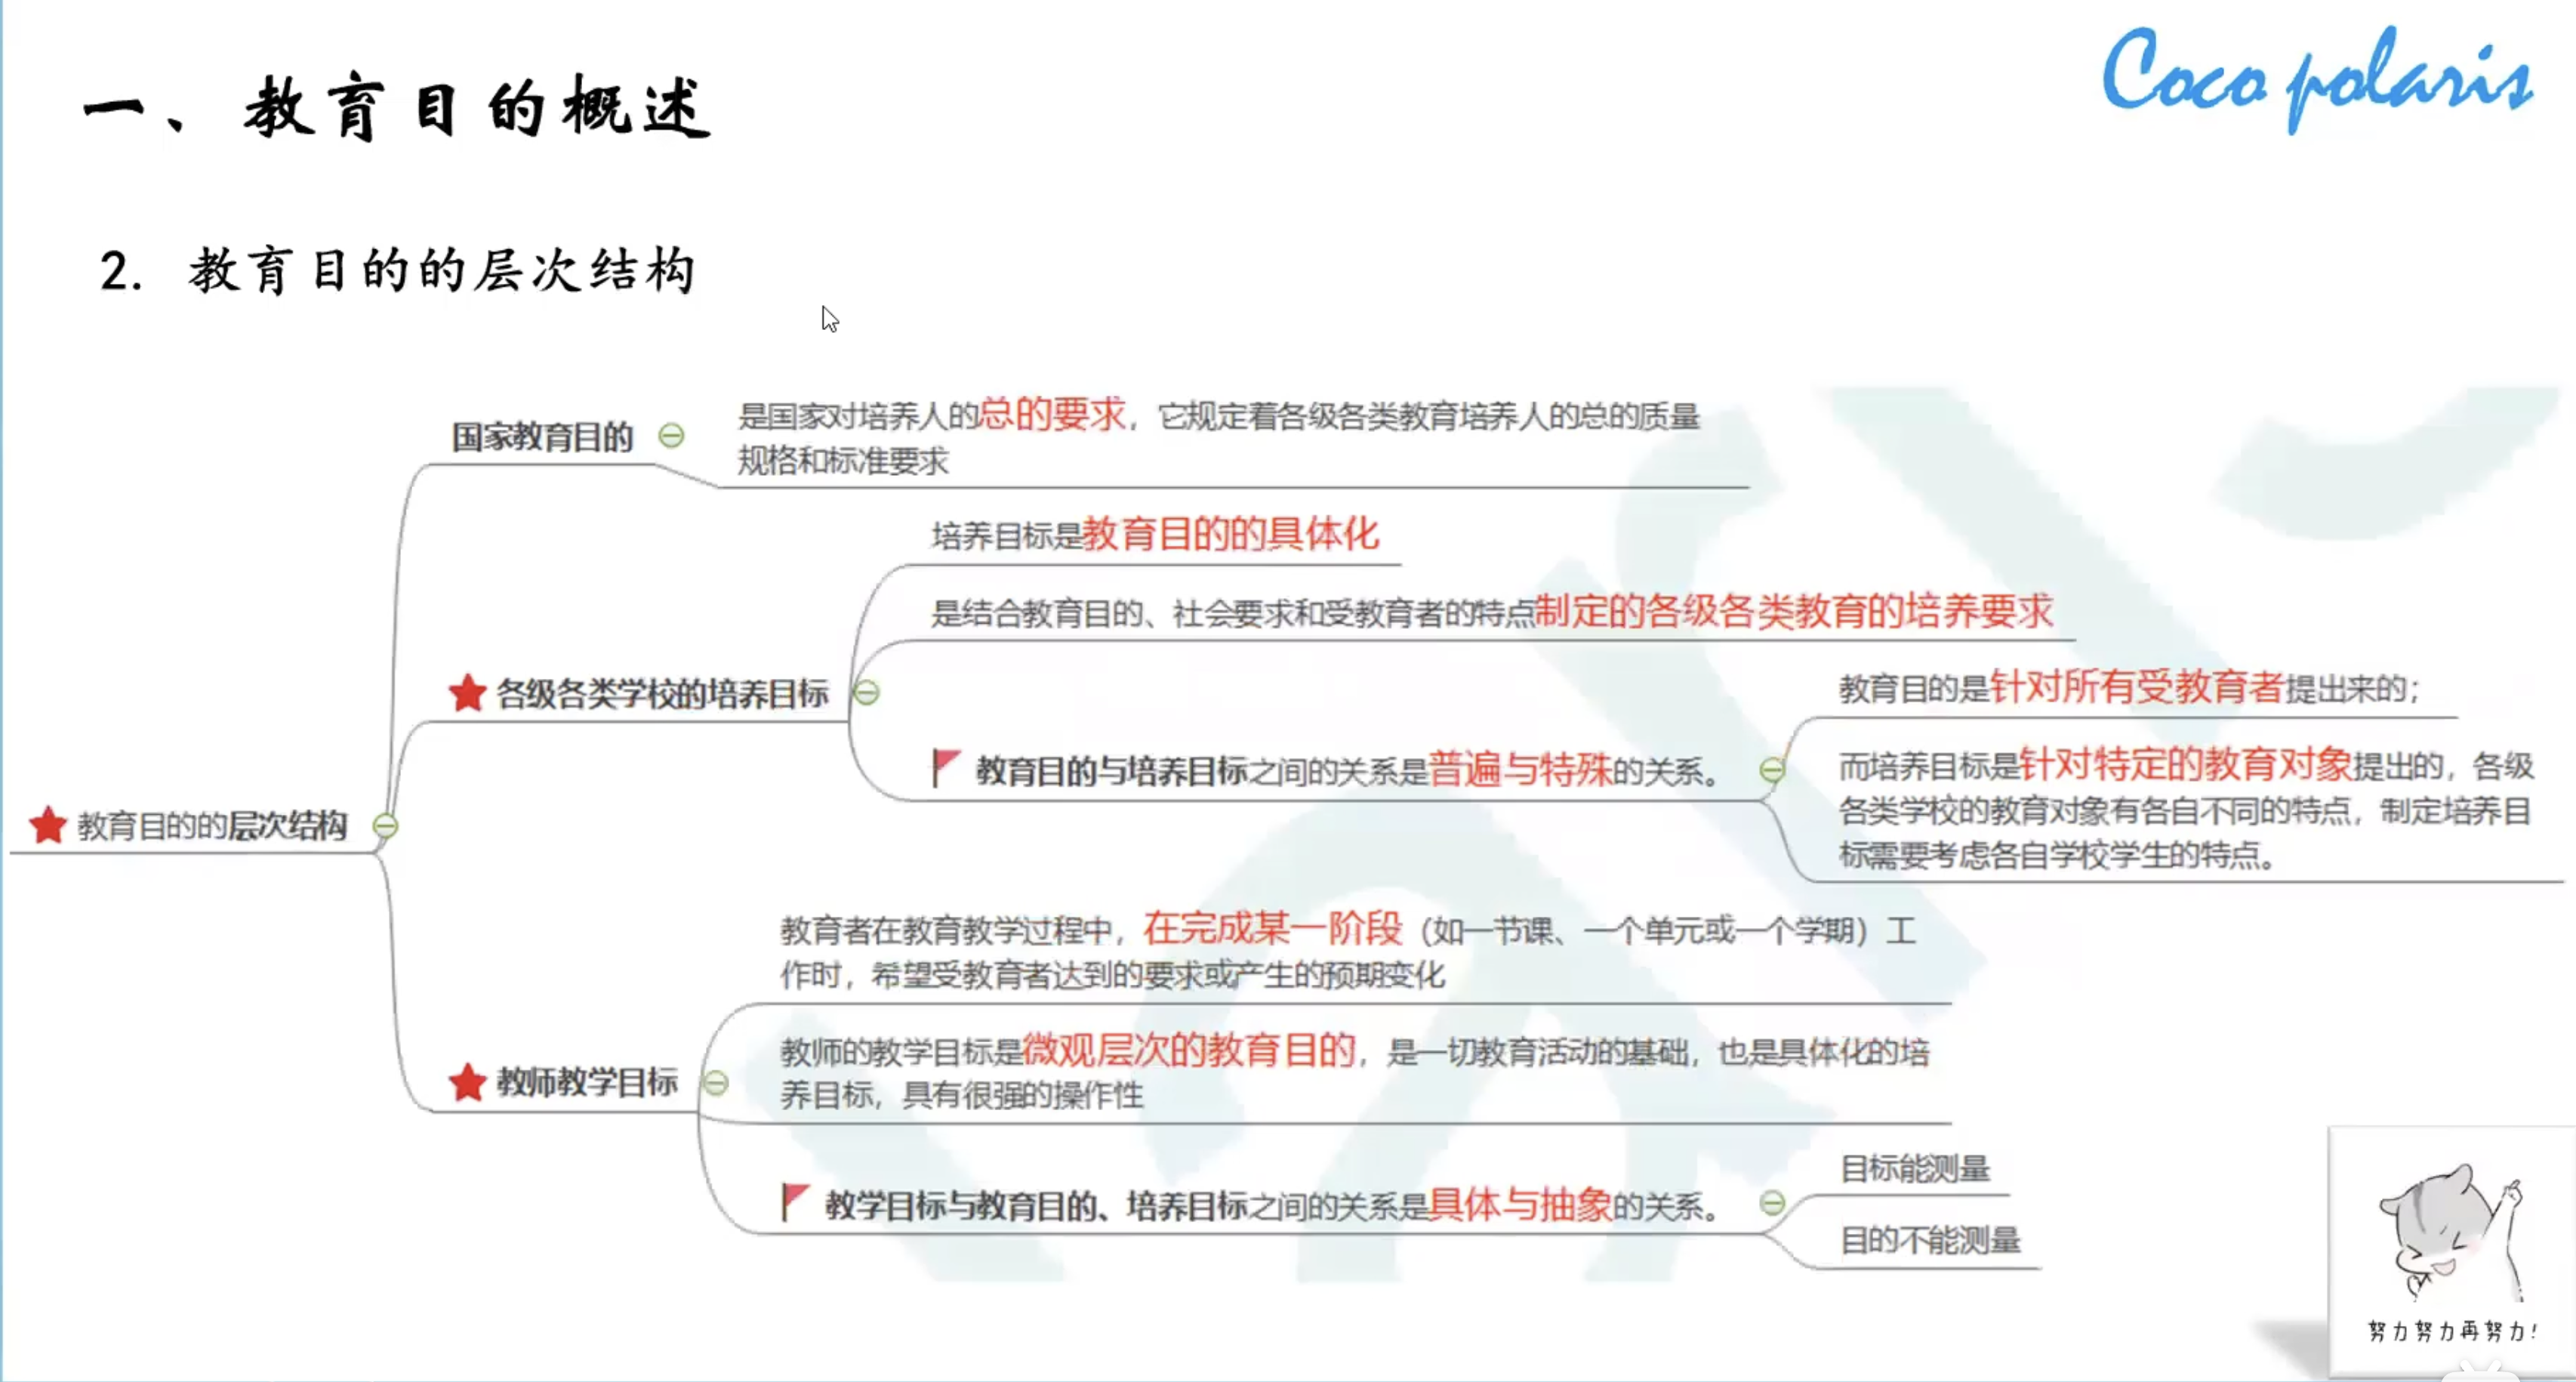 一、教育目的概述
Coco polaris
2. 教育目的的层次结构
国家教育目的
是国家对培养人的总的要求，它规定着各级各类教育培养人的总的质量
规格和标准要求
培养目标是教育目的的具体化
是结合教育目的、社会要求和受教育者的特点制定的各级各类教育的培养要求
各级各类学校的培养目标
教育目的是针对所有受教育者提出来的；
教育目的与培养目标之间的关系是普遍与特殊的关系。
而培养目标是针对特定的教育对象提出的，各级
各类学校的教育对象有各自不同的特点，制定培养目
标需要考虑各自学校学生的特点。
教育目的的层次结构
教育者在教育教学过程中，在完成某一阶段（如一节课、一个单元或一个学期）工
作时，希望受教育者达到的要求或产生的预期变化
教师教学目标
教师的教学目标是微观层次的教育目的，是一切教育活动的基础，也是具体化的培
养目标，具有很强的操作性
教学目标与教育目的、培养目标之间的关系是具体与抽象的关系。
目标能测量
目的不能测量
努力努力再努力！